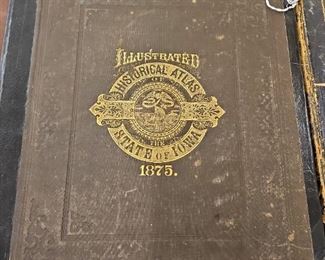 ILLUSTRATED
HISTORICAL ATLAS
OF
THE
STATE OF IOWA
1875.